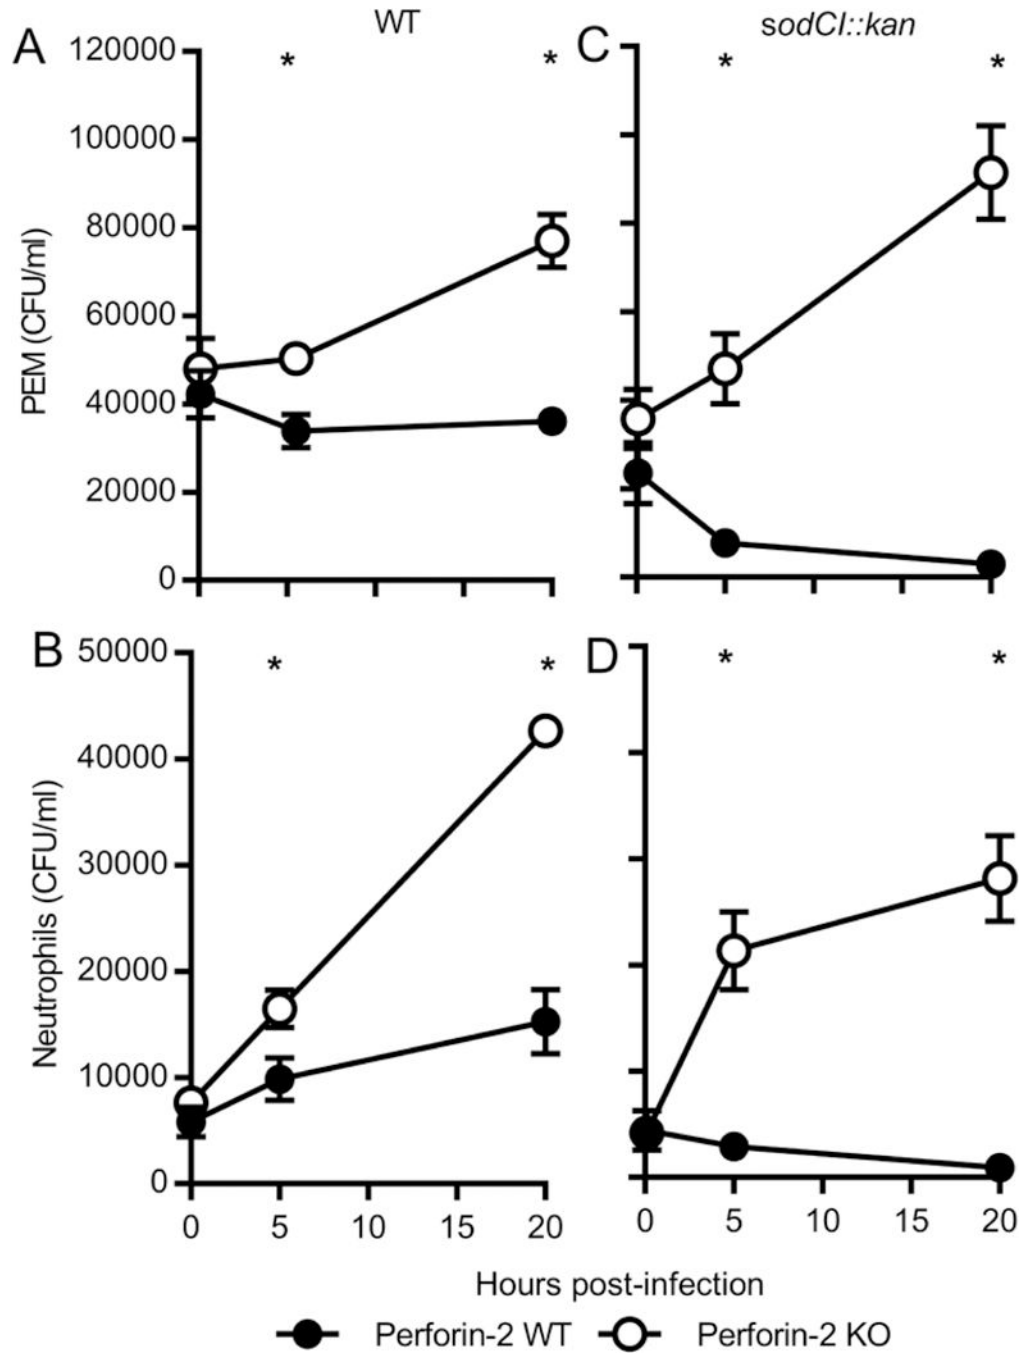 WT
sodCI::kan
A
120000
100000
80000
60000
40000
20000
0
PEM (CFU/ml)
* *
C
* *
B
50000
40000
30000
20000
10000
0
Neutrophils (CFU/ml)
* *
0 5 10 15 20
D
* *
0 5 10 15 20
Hours post-infection
Perforin-2 WT Perforin-2 KO